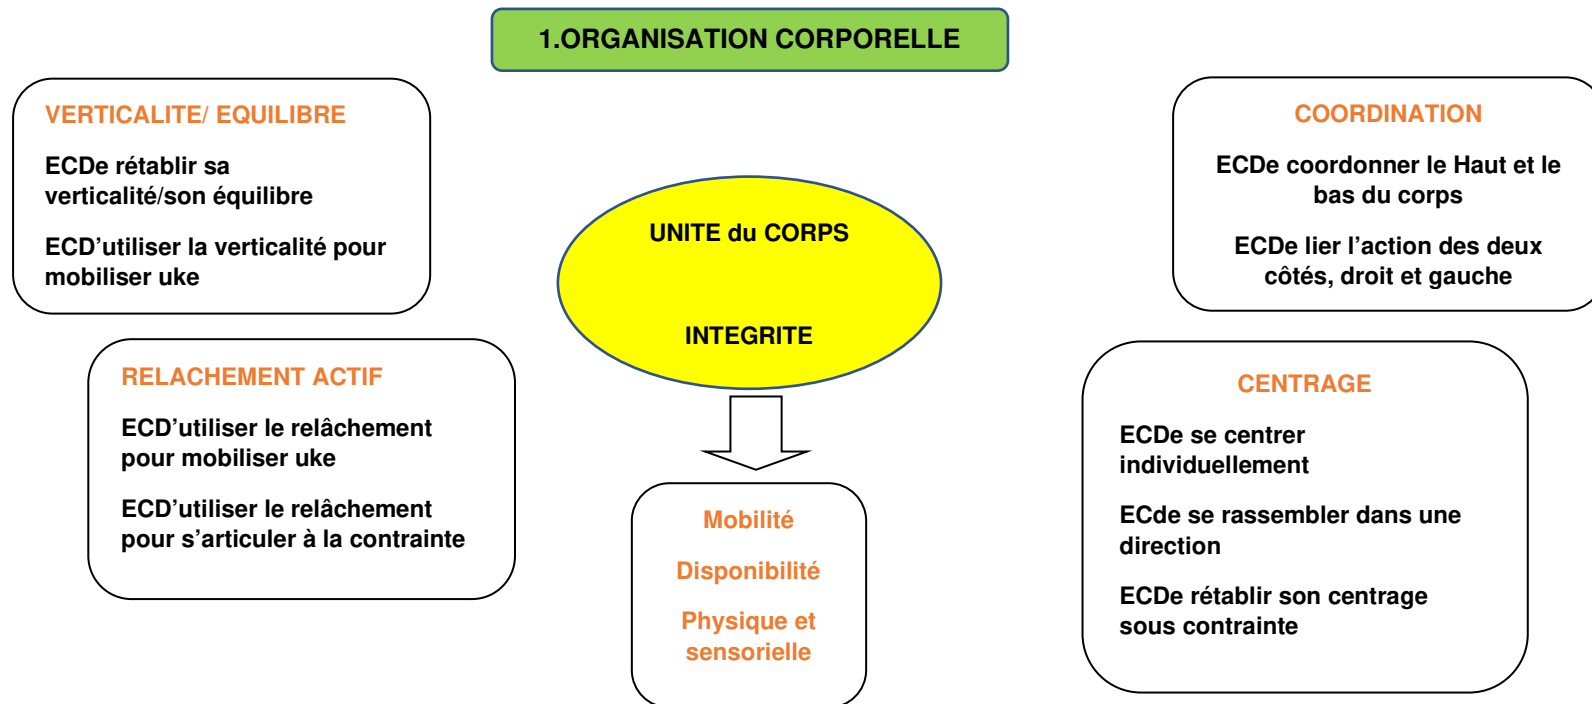 1.ORGANISATION CORPORELLE
VERTICALITE/ EQUILIBRE
ECDe rétablir sa
verticalité/son équilibre
ECD’utiliser la verticalité pour
mobiliser uke
COORDINATION
ECDe coordonner le Haut et le
bas du corps
ECDe lier l’action des deux
côtés, droit et gauche
UNITE du CORPS
INTEGRITE
RELACHEMENT ACTIF
ECD’utiliser le relâchement
pour mobiliser uke
ECD’utiliser le relâchement
pour s’articuler à la contrainte
CENTRAGE
ECDe se centrer
individuellement
ECde se rassembler dans une
direction
ECDe rétablir son centrage
sous contrainte
Mobilité
Disponibilité
Physique et
sensorielle